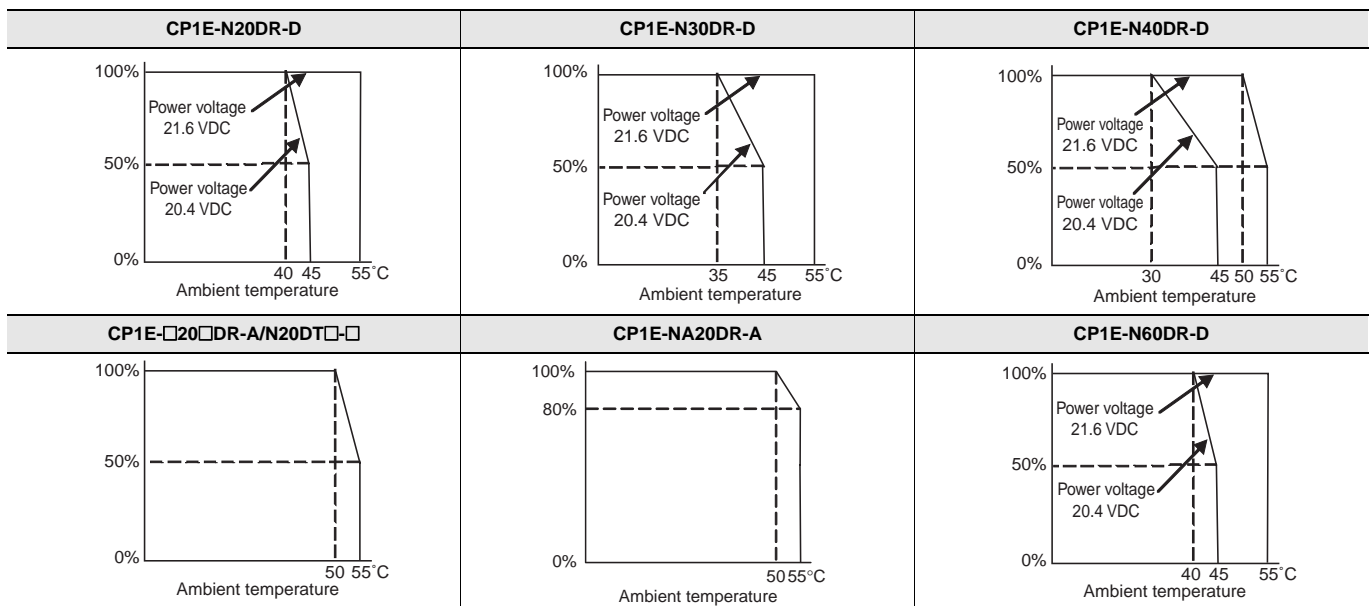 CP1E-N20DR-D
CP1E-N30DR-D
CP1E-N40DR-D
100%
Power voltage
21.6 VDC
50%
Power voltage
20.4 VDC
0%
40 45 55˚C
Ambient temperature
100%
Power voltage
21.6 VDC
50%
Power voltage
20.4 VDC
0%
35 45 55˚C
Ambient temperature
100%
Power voltage
21.6 VDC
50%
Power voltage
20.4 VDC
0%
30 45 50 55˚C
Ambient temperature
CP1E-□20□DR-A/N20DT□-□
CP1E-NA20DR-A
CP1E-N60DR-D
100%
50%
0%
50 55˚C
Ambient temperature
100%
80%
0%
50 55˚C
Ambient temperature
100%
Power voltage
21.6 VDC
50%
Power voltage
20.4 VDC
0%
40 45 55˚C
Ambient temperature